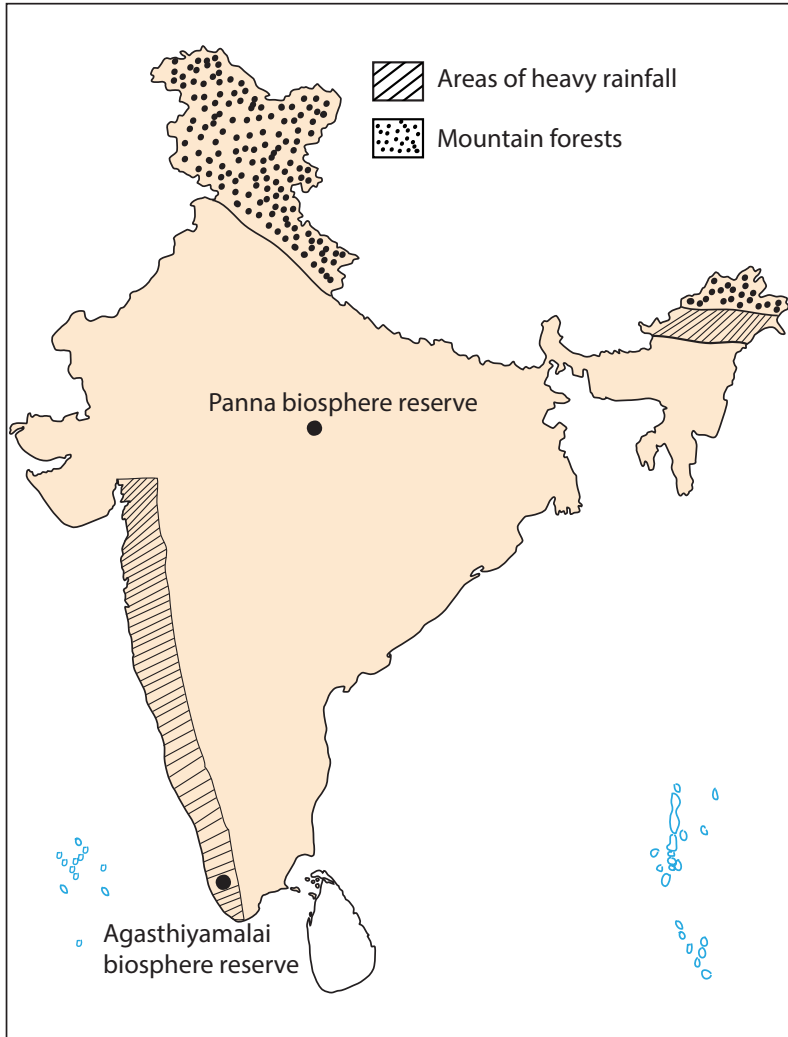 Areas of heavy rainfall
Mountain forests
Panna biosphere reserve
Agasthiyamalai
biosphere reserve